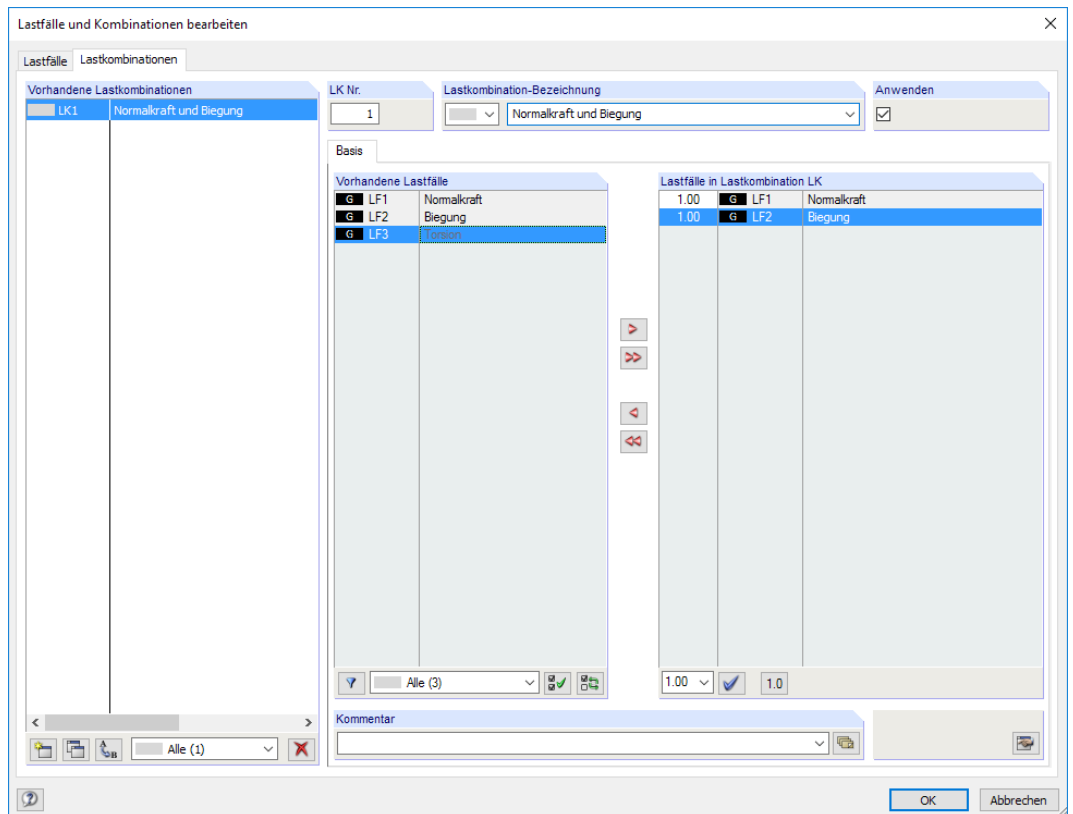 Lastfälle und Kombinationen bearbeiten
Lastfälle Lastkombinationen
Vorhandene Lastkombinationen
LK1 Normalkraft und Biegung
LK Nr.
1
Lastkombination-Bezeichnung
Normalkraft und Biegung
Anwenden
Basis
Vorhandene Lastfälle
G LF1 Normalkraft
G LF2 Biegung
G LF3 Torsion
Lastfälle in Lastkombination LK
1.00 G LF1 Normalkraft
1.00 G LF2 Biegung
Alle (3)
1.00 1.0
Kommentar
Alle (1)
OK Abbrechen